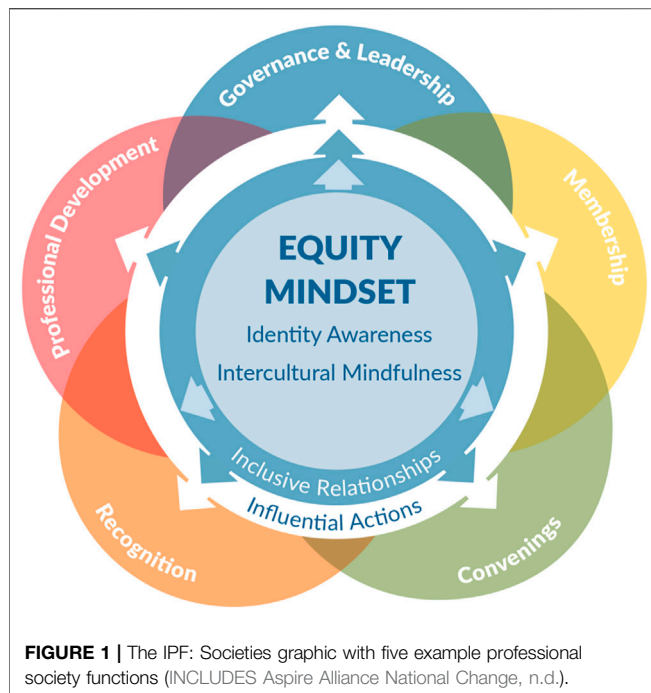 Governance & Leadership
Professional Development
Membership
EQUITY
MINDSET
Identity Awareness
Intercultural Mindfulness
Inclusive Relationships
Influential Actions
Recognition
Convenings
FIGURE 1 | The IPF: Societies graphic with five example professional
society functions (INCLUDES Aspire Alliance National Change, n.d.).